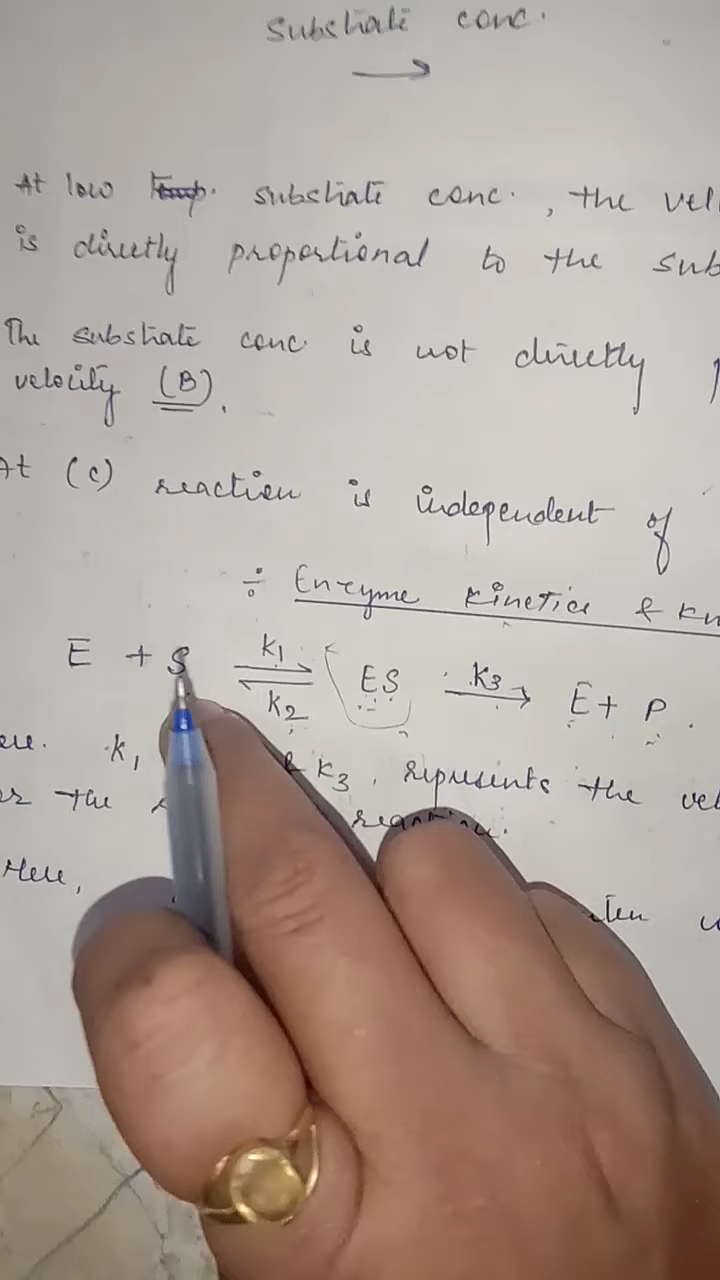 Substrate conc.
→
At low Temp. substrate conc., the vel
is directly proportional to the sub
The substrate conc. is not directly p
velocity (B).
At (c) reaction is independent of
÷ Enzyme kinetics & Km
E + S ⇌ ES → E + P.
k1 k2 k3
k1 & k3, represents the vel
the reaction.
Here,